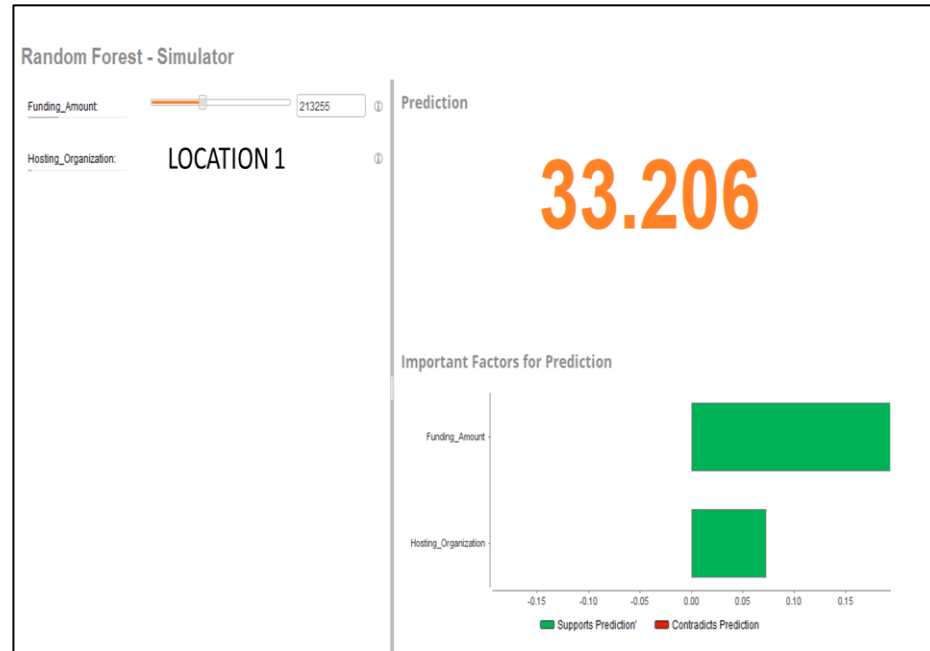 Random Forest - Simulator
Funding_Amount:
213255
Hosting_Organization:
LOCATION 1
Prediction
33.206
Important Factors for Prediction
Funding_Amount
Hosting_Organization
-0.15 -0.10 -0.05 0.00 0.05 0.10 0.15
Supports Prediction' Contradicts Prediction